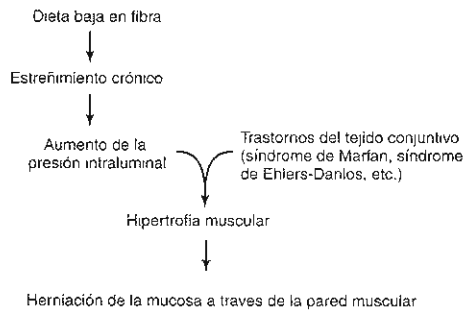 Dieta baja en fibra
Estreñimiento crónico
Aumento de la
presión intraluminal
Trastornos del tejido conjuntivo
(síndrome de Marfan, síndrome
de Ehlers-Danlos, etc.)
Hipertrofia muscular
Herniación de la mucosa a traves de la pared muscular